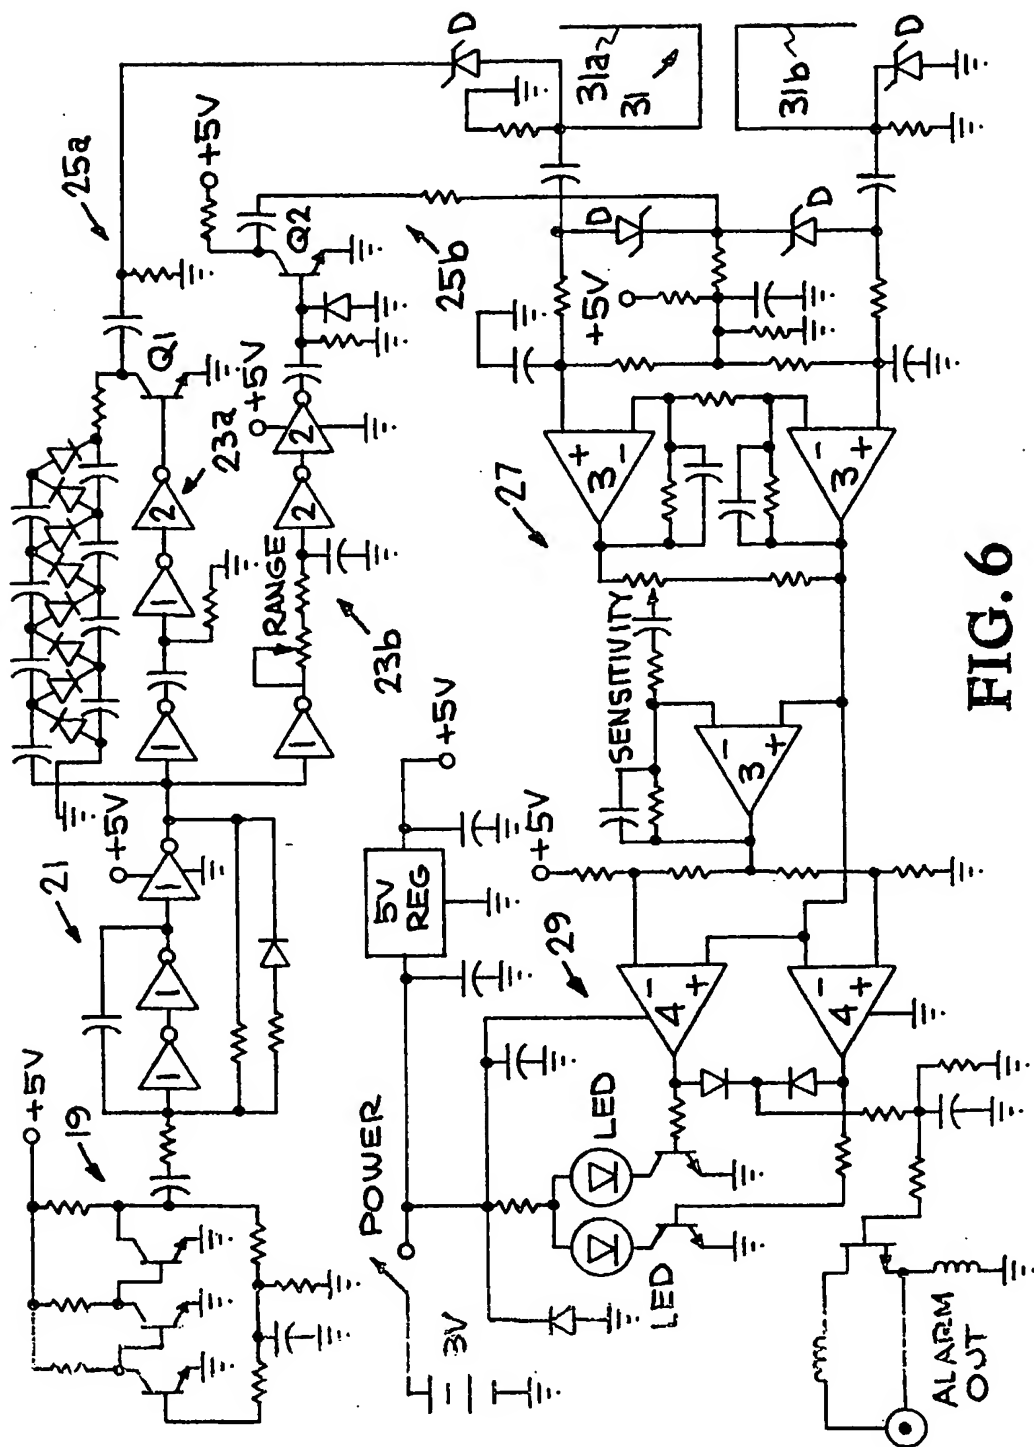 +5V
19
21
+5V
1
1
1
1
1
2
Q1
25a
23a
1
RANGE
2
2
+5V
Q2
+5V
23b
25b
POWER
3V
5V
REG
+5V
D
31a
31
31b
D
D
D
+5V
27
3
+
−
3
−
+
SENSITIVITY
3
−
+
+5V
29
4
−
+
4
−
+
LED
LED
ALARM
OUT
FIG. 6